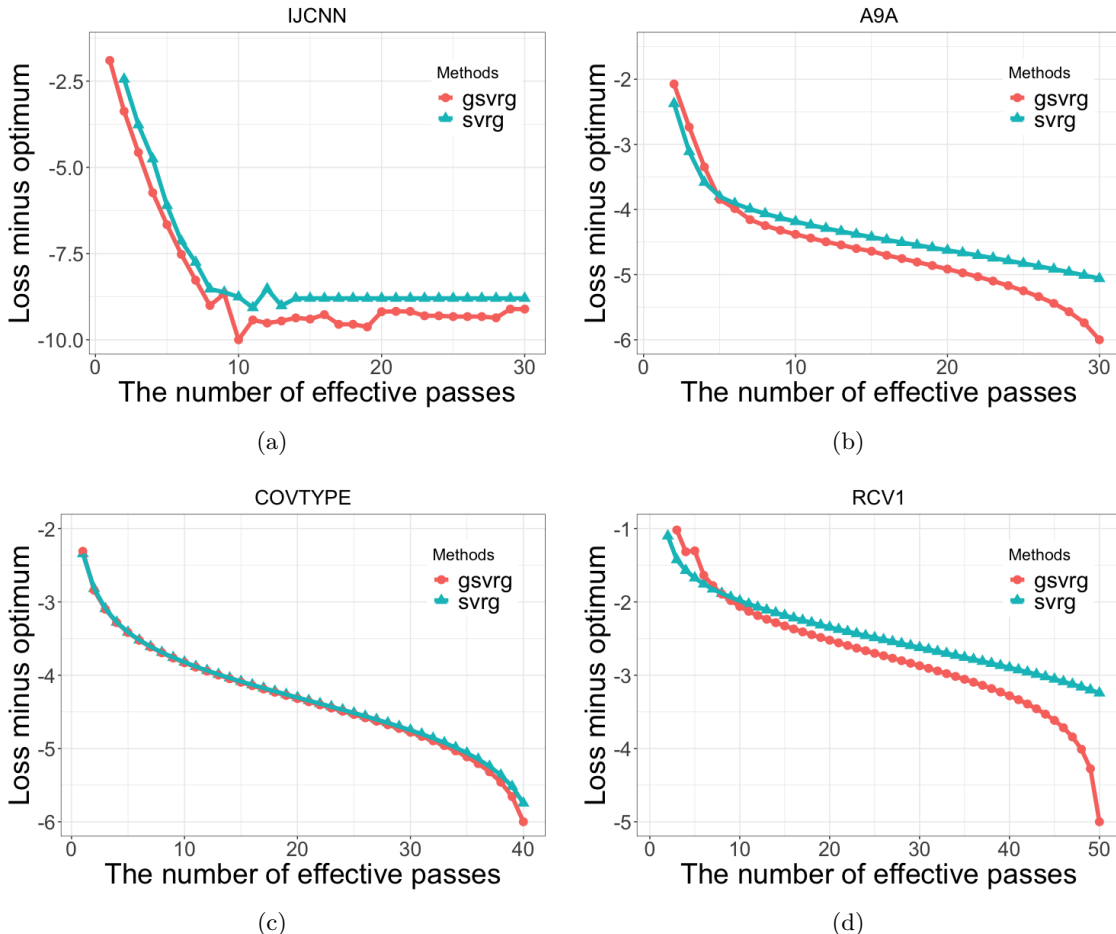 IJCNN
Loss minus optimum
-2.5
-5.0
-7.5
-10.0
Methods
gsvrg
svrg
0 10 20 30
The number of effective passes
(a)
A9A
Loss minus optimum
-2
-3
-4
-5
-6
Methods
gsvrg
svrg
0 10 20 30
The number of effective passes
(b)
COVTYPE
Loss minus optimum
-2
-3
-4
-5
-6
Methods
gsvrg
svrg
0 10 20 30 40
The number of effective passes
(c)
RCV1
Loss minus optimum
-1
-2
-3
-4
-5
Methods
gsvrg
svrg
0 10 20 30 40 50
The number of effective passes
(d)